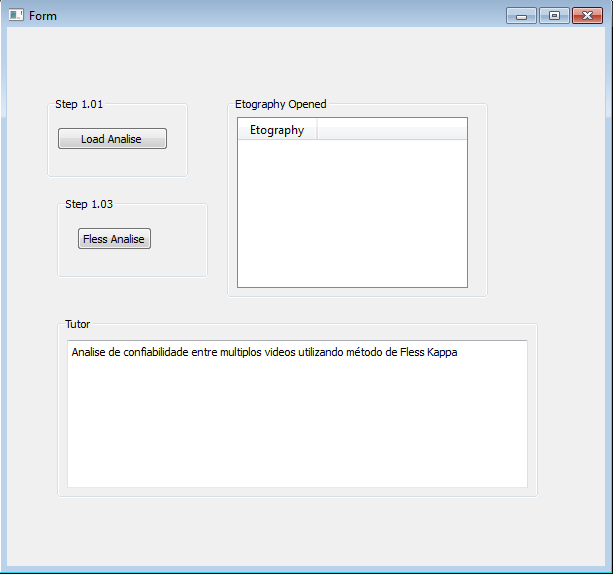 Form
Step 1.01
Load Analise
Etography Opened
Etography
Step 1.03
Fless Analise
Tutor
Analise de confiabilidade entre multiplos videos utilizando método de Fless Kappa